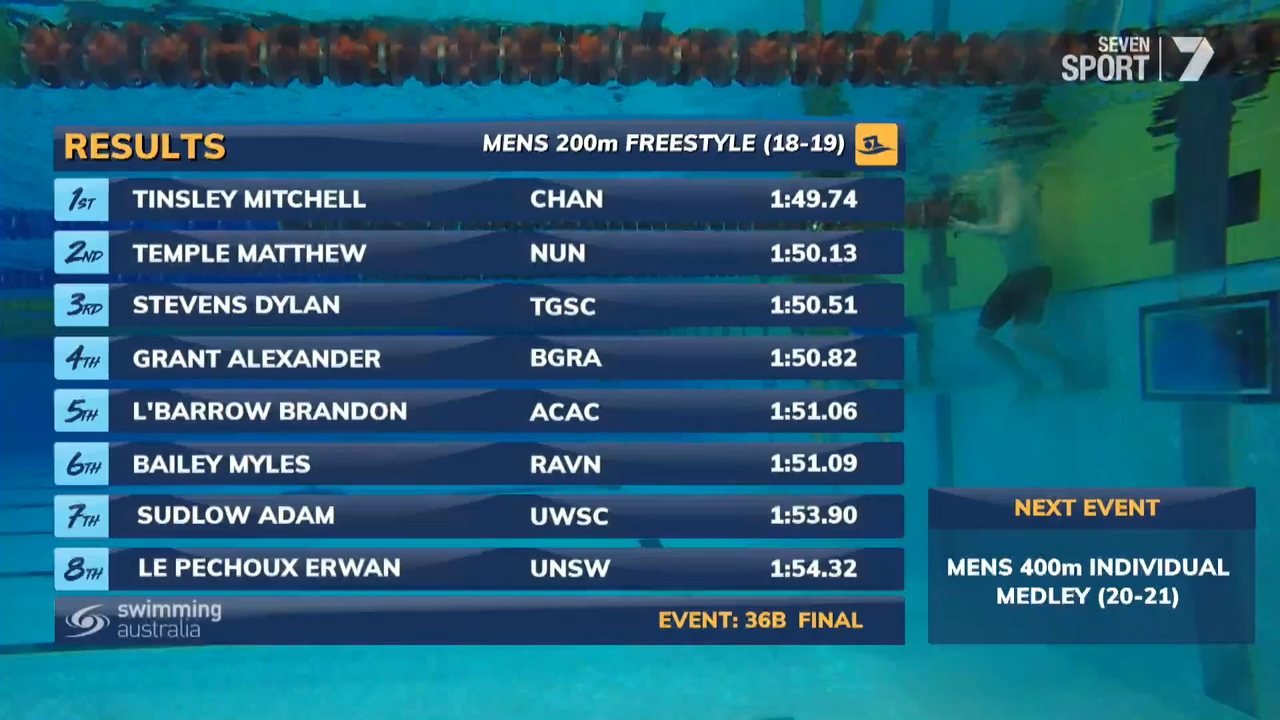 SEVEN
SPORT 7
RESULTS MENS 200m FREESTYLE (18-19)
1ST TINSLEY MITCHELL CHAN 1:49.74
2ND TEMPLE MATTHEW NUN 1:50.13
3RD STEVENS DYLAN TGSC 1:50.51
4TH GRANT ALEXANDER BGRA 1:50.82
5TH L'BARROW BRANDON ACAC 1:51.06
6TH BAILEY MYLES RAVN 1:51.09
7TH SUDLOW ADAM UWSC 1:53.90
8TH LE PECHOUX ERWAN UNSW 1:54.32
swimming
australia
EVENT: 36B FINAL
NEXT EVENT
MENS 400m INDIVIDUAL
MEDLEY (20-21)